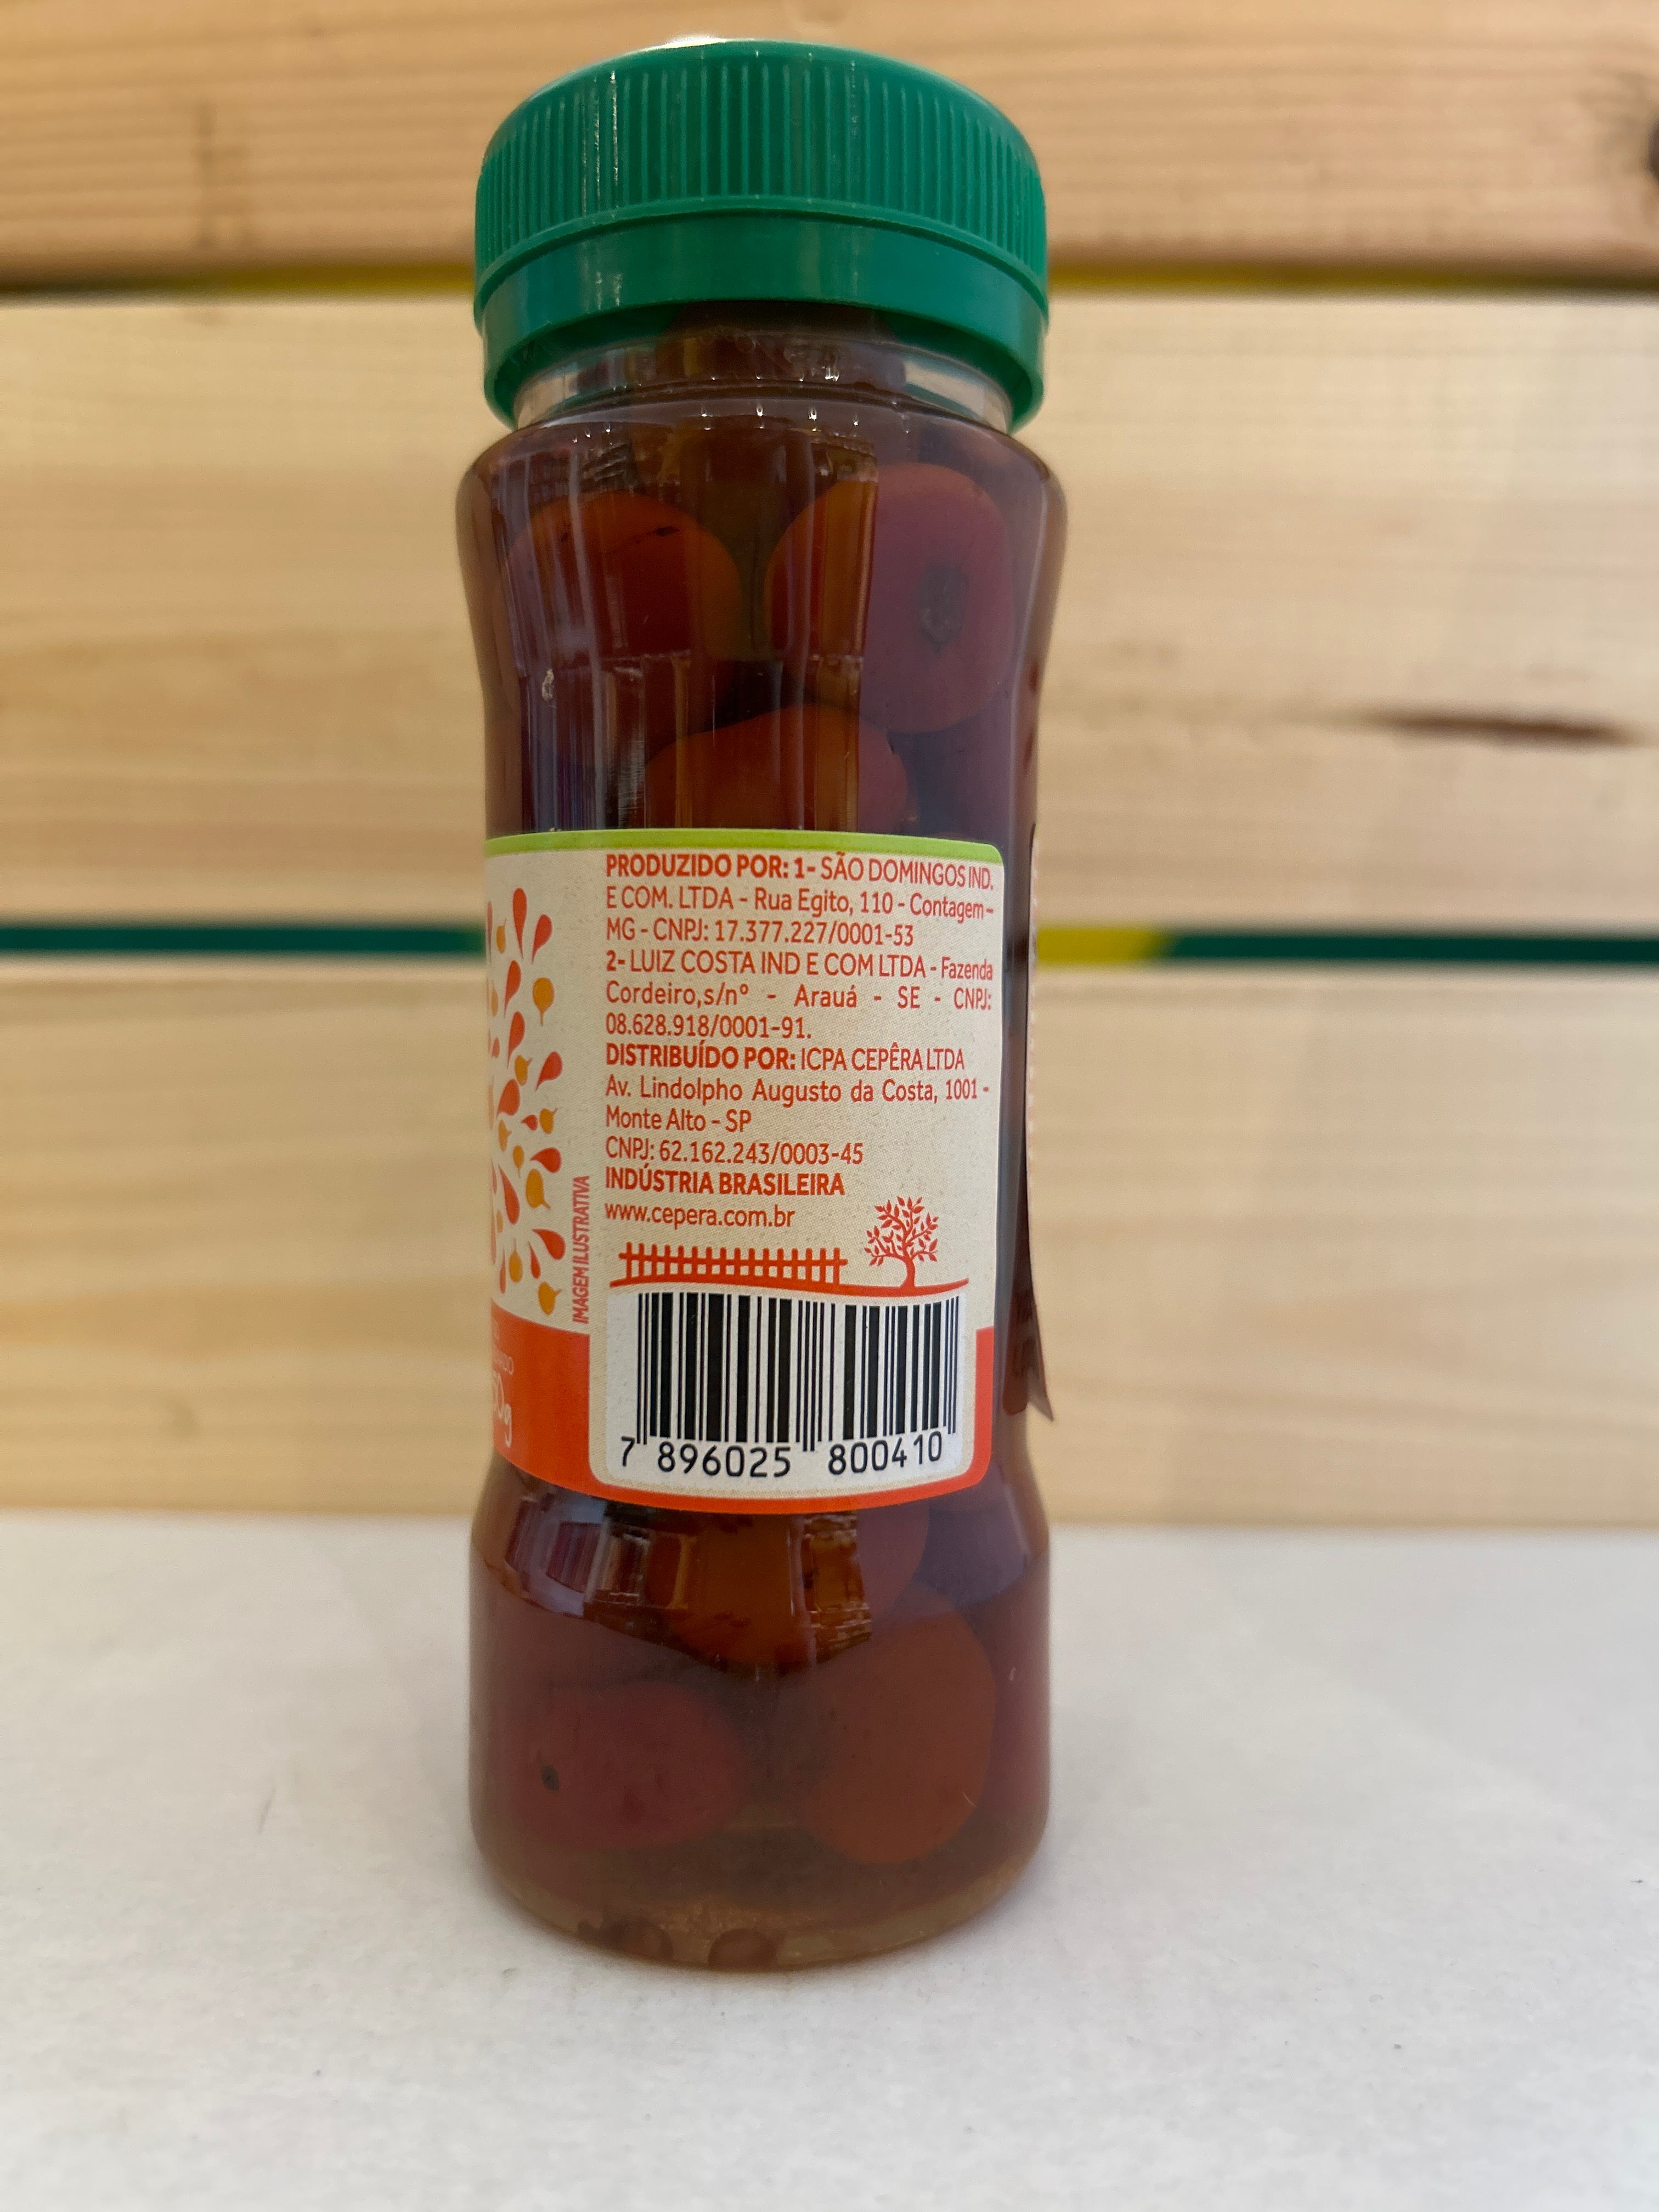 PRODUZIDO POR: 1- SÃO DOMINGOS IND.
E COM. LTDA - Rua Egito, 110 - Contagem-
MG - CNPJ: 17.377.227/0001-53
2- LUIZ COSTA IND E COM LTDA - Fazenda
Cordeiro,s/nº - Arauá - SE - CNPJ:
08.628.918/0001-91.
DISTRIBUÍDO POR: ICPA CEPÊRA LTDA
Av. Lindolpho Augusto da Costa, 1001 -
Monte Alto - SP
CNPJ: 62.162.243/0003-45
INDÚSTRIA BRASILEIRA
www.cepera.com.br
IMAGEM ILUSTRATIVA
7 896025 800410